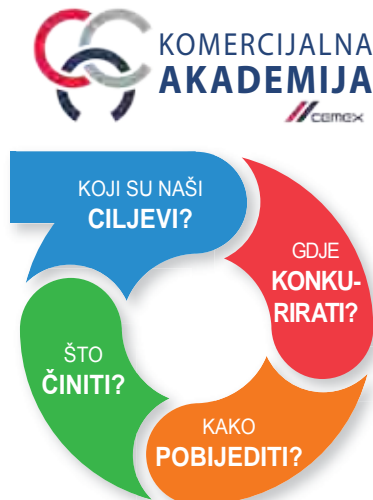 KOMERCIJALNA
AKADEMIJA
CEMEX
KOJI SU NAŠI
CILJEVI?
GDJE
KONKU-
RIRATI?
KAKO
POBIJEDITI?
ŠTO
ČINITI?